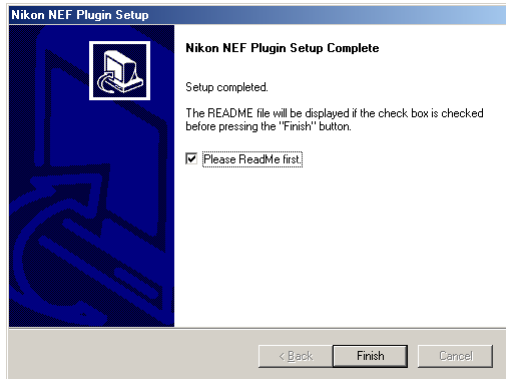 Nikon NEF Plugin Setup
Nikon NEF Plugin Setup Complete
Setup completed.
The README file will be displayed if the check box is checked
before pressing the "Finish" button.
Please ReadMe first.
< Back
Finish
Cancel